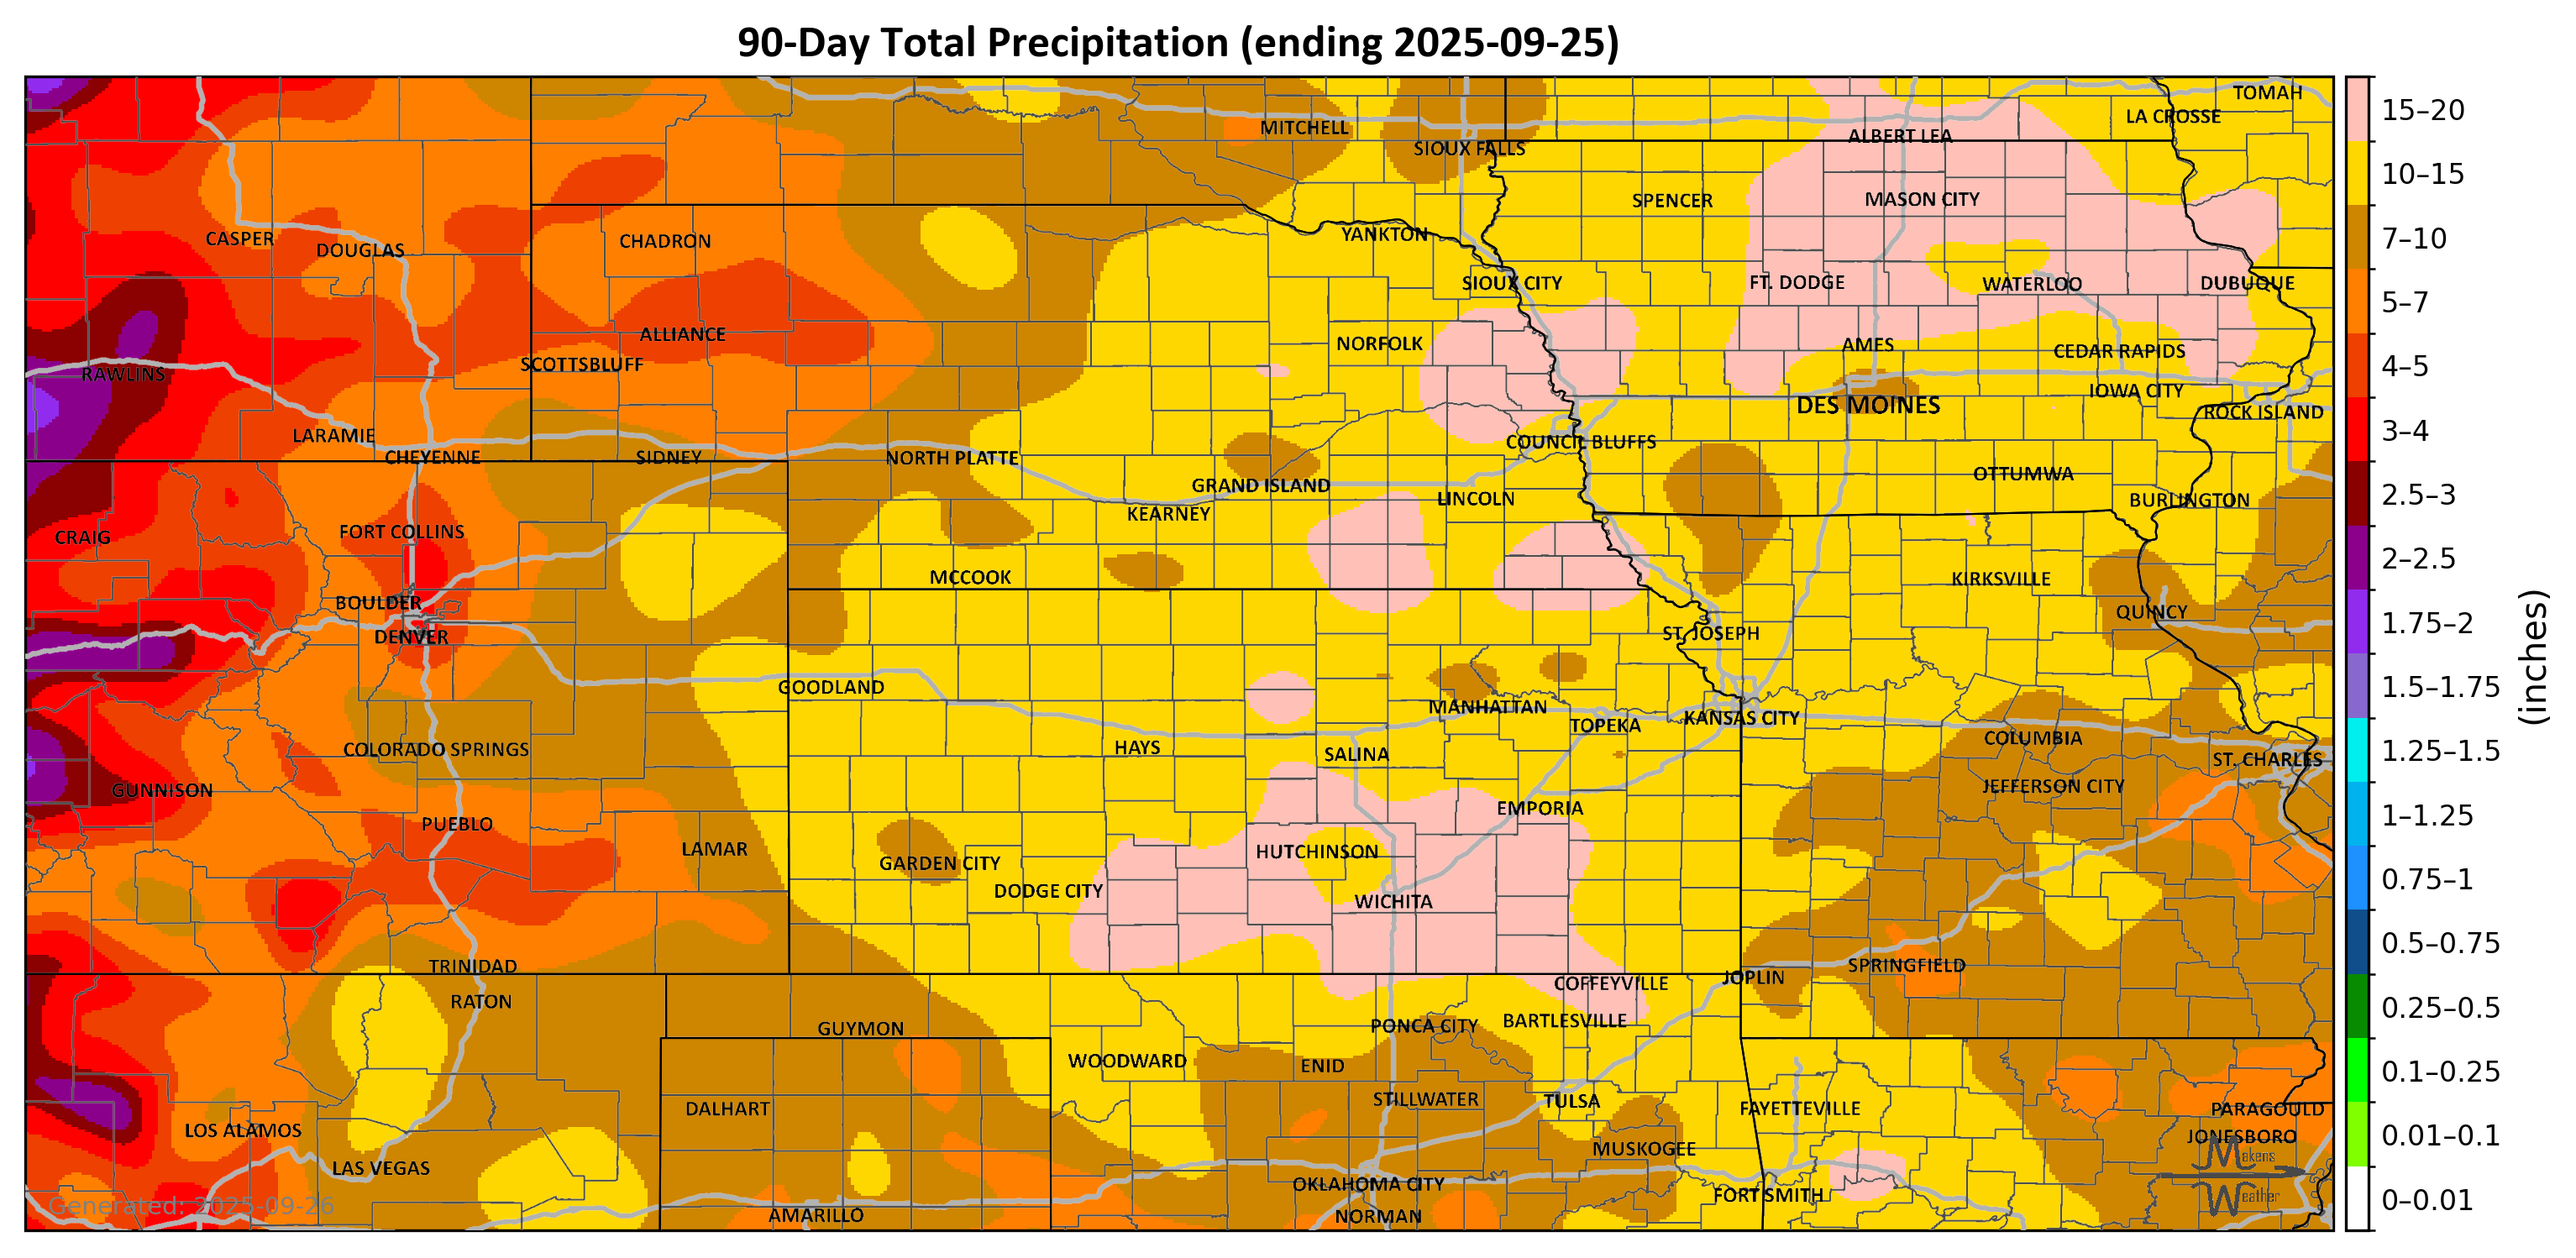 90-Day Total Precipitation (ending 2025-09-25)
TOMAH
LA CROSSE
MITCHELL
ALBERT LEA
SIOUX FALLS
SPENCER
MASON CITY
YANKTON
CASPER
DOUGLAS
CHADRON
SIOUX CITY
FT. DODGE
WATERLOO
DUBUQUE
ALLIANCE
NORFOLK
AMES
CEDAR RAPIDS
SCOTTSBLUFF
RAWLINS
IOWA CITY
DES MOINES
ROCK ISLAND
LARAMIE
COUNCIL BLUFFS
CHEYENNE
SIDNEY
NORTH PLATTE
OTTUMWA
GRAND ISLAND
LINCOLN
BURLINGTON
KEARNEY
CRAIG
FORT COLLINS
MCCOOK
KIRKSVILLE
BOULDER
QUINCY
DENVER
ST. JOSEPH
GOODLAND
MANHATTAN
TOPEKA
KANSAS CITY
COLORADO SPRINGS
HAYS
SALINA
COLUMBIA
ST. CHARLES
GUNNISON
JEFFERSON CITY
EMPORIA
PUEBLO
LAMAR
HUTCHINSON
GARDEN CITY
DODGE CITY
WICHITA
TRINIDAD
SPRINGFIELD
JOPLIN
COFFEYVILLE
RATON
GUYMON
PONCA CITY
BARTLESVILLE
WOODWARD
ENID
STILLWATER
TULSA
DALHART
FAYETTEVILLE
PARAGOULD
LOS ALAMOS
JONESBORO
MUSKOGEE
LAS VEGAS
OKLAHOMA CITY
FORT SMITH
AMARILLO
NORMAN
Generated: 2025-09-26
Makens
Weather
15–20
10–15
7–10
5–7
4–5
3–4
2.5–3
2–2.5
1.75–2
1.5–1.75
1.25–1.5
1–1.25
0.75–1
0.5–0.75
0.25–0.5
0.1–0.25
0.01–0.1
0–0.01
(inches)